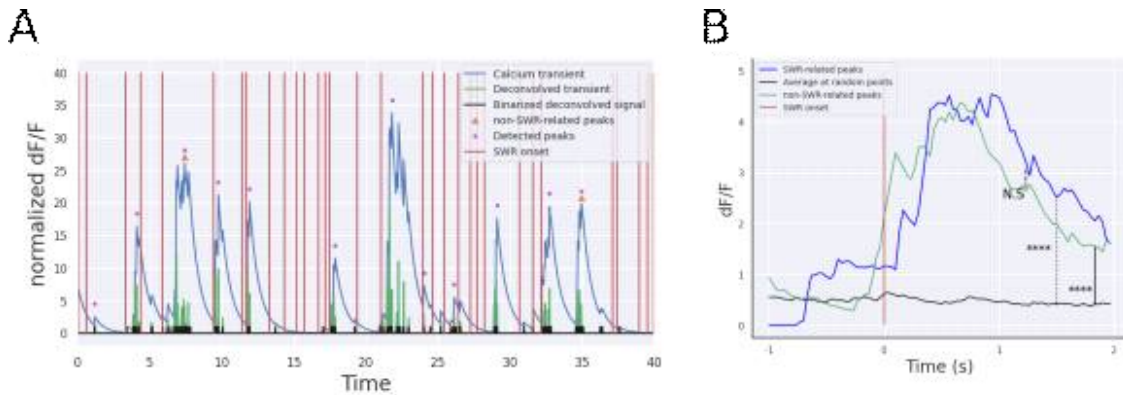 A
B
40
35
30
25
20
15
10
5
0
normalized dF/F
Calcium transient
Deconvolved transient
Binarized deconvolved signal
non-SWR-related peaks
Detected peaks
SWR onset
0 5 10 15 20 25 30 35 40
Time
5
4
3
2
1
0
dF/F
SWR-related peaks
Average at random points
non-SWR-related peaks
SWR onset
N.S
****
****
-1 0 1 2
Time (s)